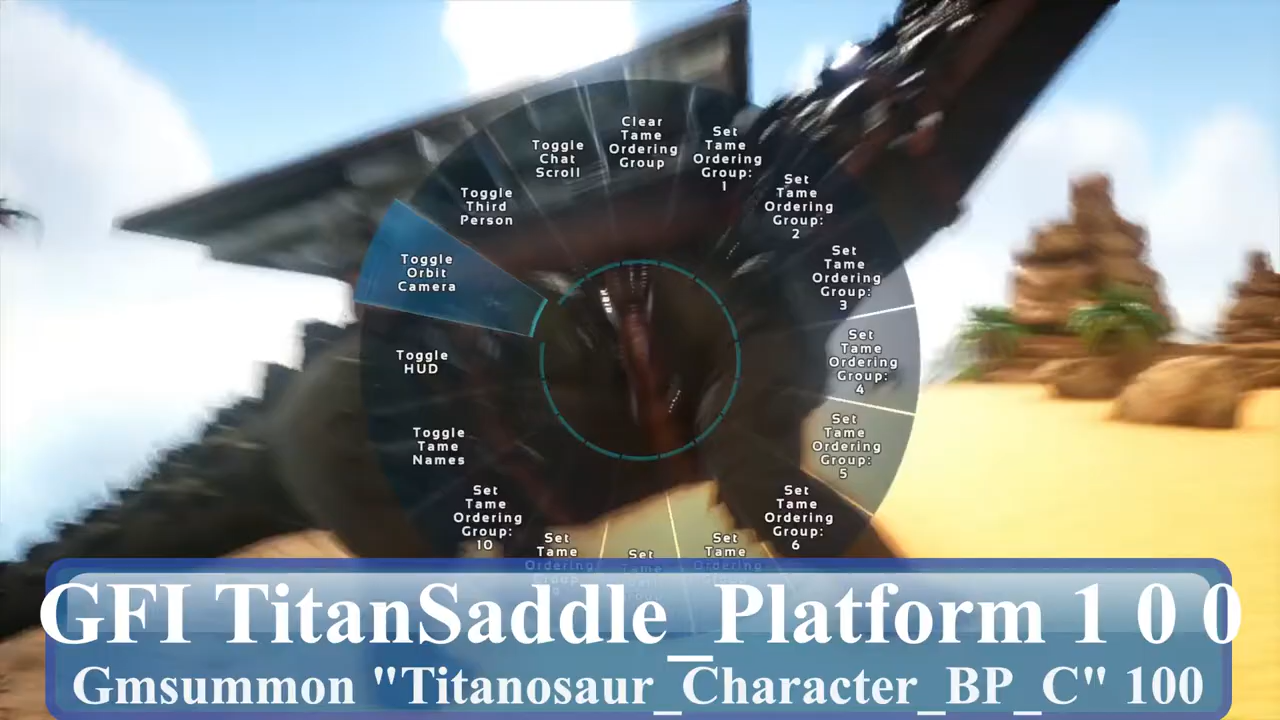 Clear
Tame
Ordering
Group
Set
Tame
Ordering
Group:
1
Set
Tame
Ordering
Group:
2
Set
Tame
Ordering
Group:
3
Set
Tame
Ordering
Group:
4
Set
Tame
Ordering
Group:
5
Set
Tame
Ordering
Group:
6
Set
Tame
Ordering
Set
Set
Tame
Ordering
Set
Tame
Ordering
Group:
10
Toggle
Tame
Names
Toggle
HUD
Toggle
Orbit
Camera
Toggle
Third
Person
Toggle
Chat
Scroll
GFI TitanSaddle_Platform 1 0 0
Gmsummon "Titanosaur_Character_BP_C" 100